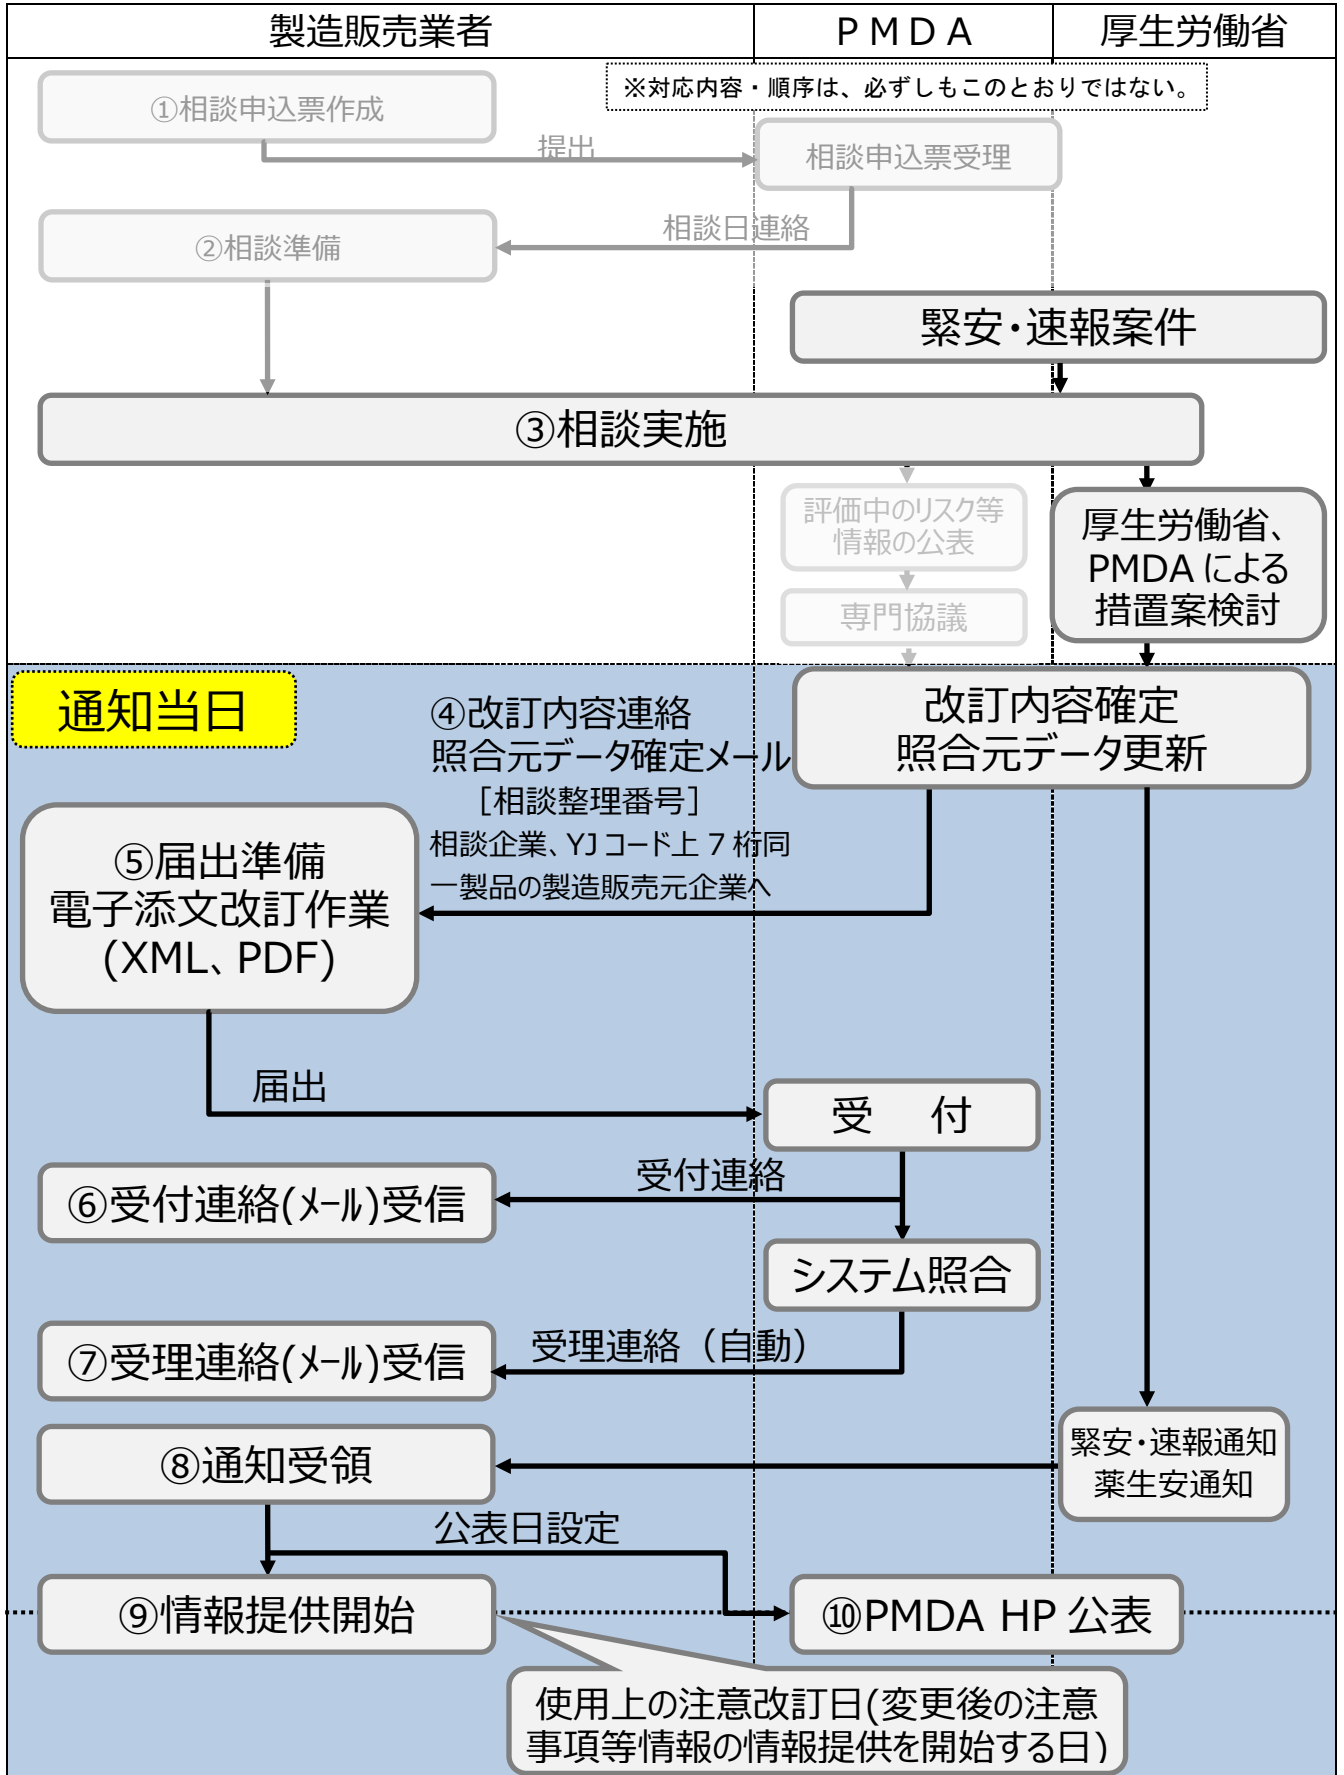 製造販売業者
ＰＭＤＡ
厚生労働省
※対応内容・順序は、必ずしもこのとおりではない。
①相談申込票作成
提出
相談申込票受理
相談日連絡
②相談準備
緊安・速報案件
③相談実施
評価中のリスク等
情報の公表
専門協議
厚生労働省、
PMDAによる
措置案検討
通知当日
④改訂内容連絡
照合元データ確定メール
［相談整理番号］
相談企業、YJコード上7桁同
一製品の製造販売元企業へ
改訂内容確定
照合元データ更新
⑤届出準備
電子添文改訂作業
(XML、PDF)
届出
受　付
受付連絡
⑥受付連絡(ﾒｰﾙ)受信
システム照合
受理連絡（自動）
⑦受理連絡(ﾒｰﾙ)受信
緊安・速報通知
薬生安通知
⑧通知受領
公表日設定
⑨情報提供開始
⑩PMDA HP公表
使用上の注意改訂日(変更後の注意
事項等情報の情報提供を開始する日)